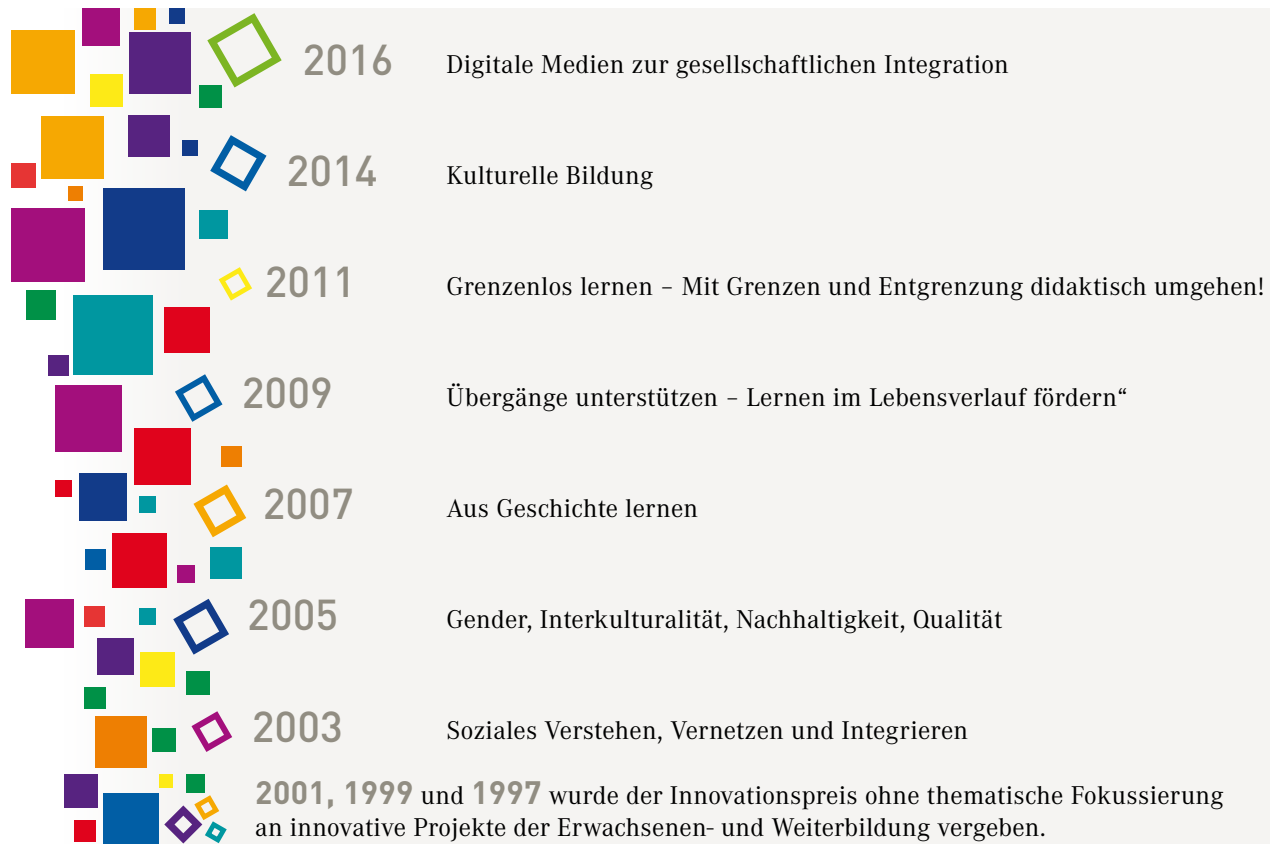 2016 Digitale Medien zur gesellschaftlichen Integration
2014 Kulturelle Bildung
2011 Grenzenlos lernen – Mit Grenzen und Entgrenzung didaktisch umgehen!
2009 Übergänge unterstützen – Lernen im Lebensverlauf fördern“
2007 Aus Geschichte lernen
2005 Gender, Interkulturalität, Nachhaltigkeit, Qualität
2003 Soziales Verstehen, Vernetzen und Integrieren
2001, 1999 und 1997 wurde der Innovationspreis ohne thematische Fokussierung
an innovative Projekte der Erwachsenen- und Weiterbildung vergeben.